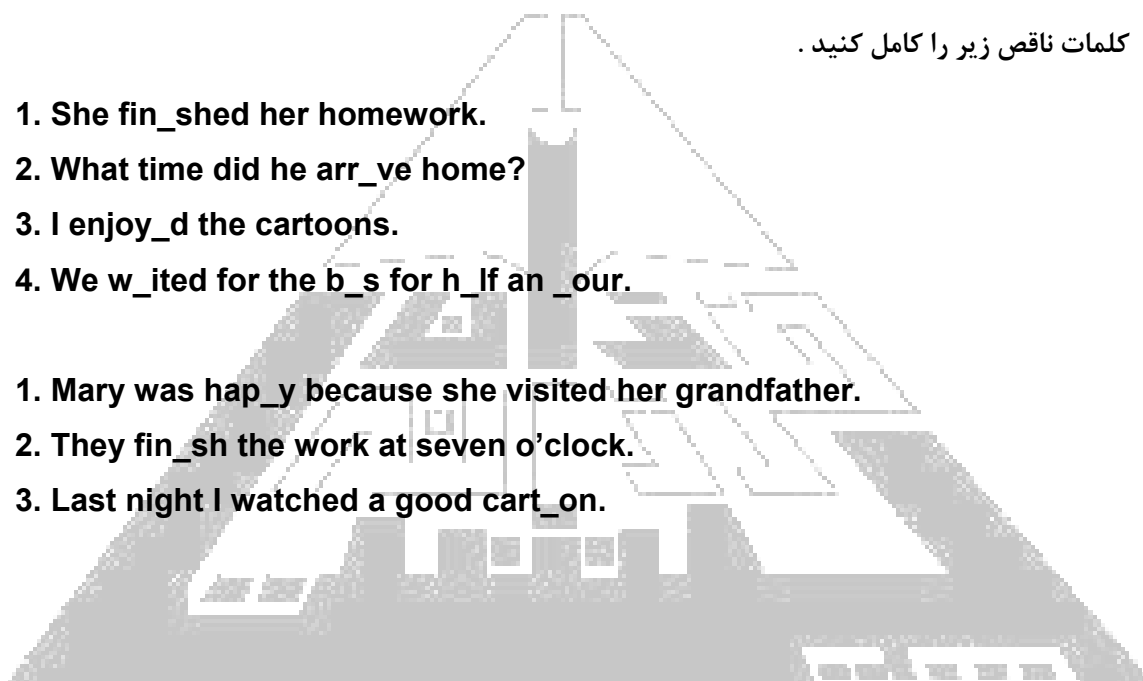 کلمات ناقص زیر را کامل کنید .
1. She fin_shed her homework.
2. What time did he arr_ve home?
3. I enjoy_d the cartoons.
4. We w_ited for the b_s for h_lf an _our.
1. Mary was hap_y because she visited her grandfather.
2. They fin_sh the work at seven o’clock.
3. Last night I watched a good cart_on.